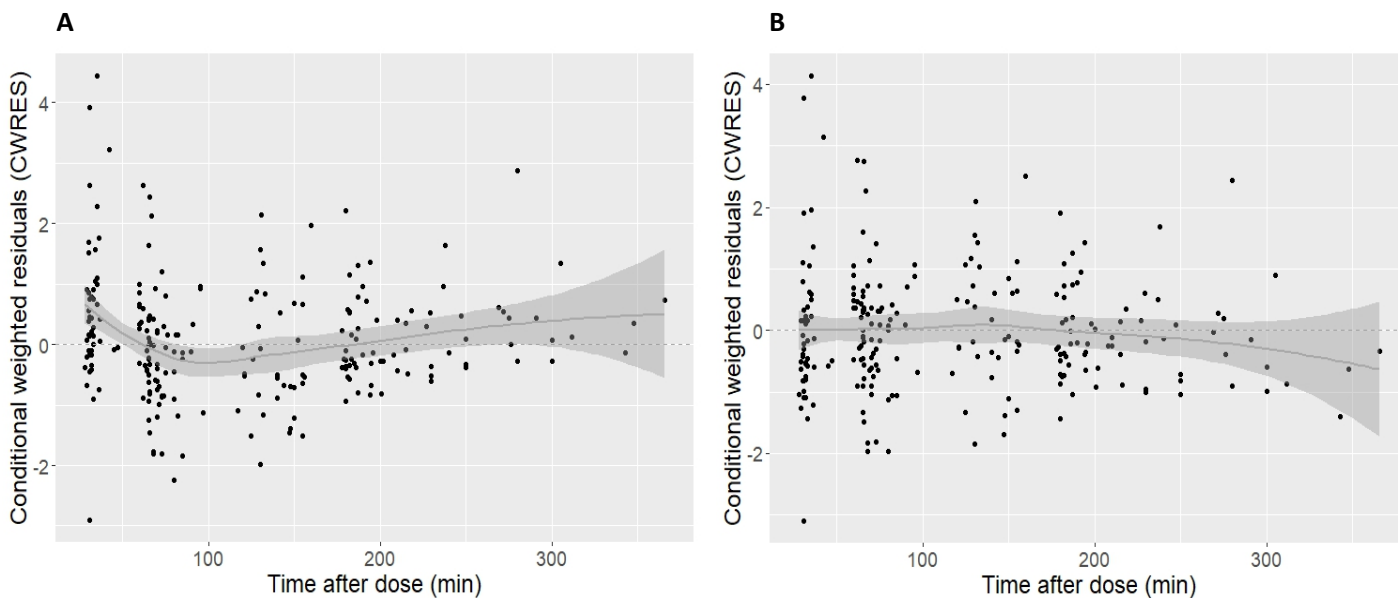 A
Conditional weighted residuals (CWRES)
4
2
0
-2
100
200
300
Time after dose (min)
B
Conditional weighted residuals (CWRES)
4
2
0
-2
100
200
300
Time after dose (min)